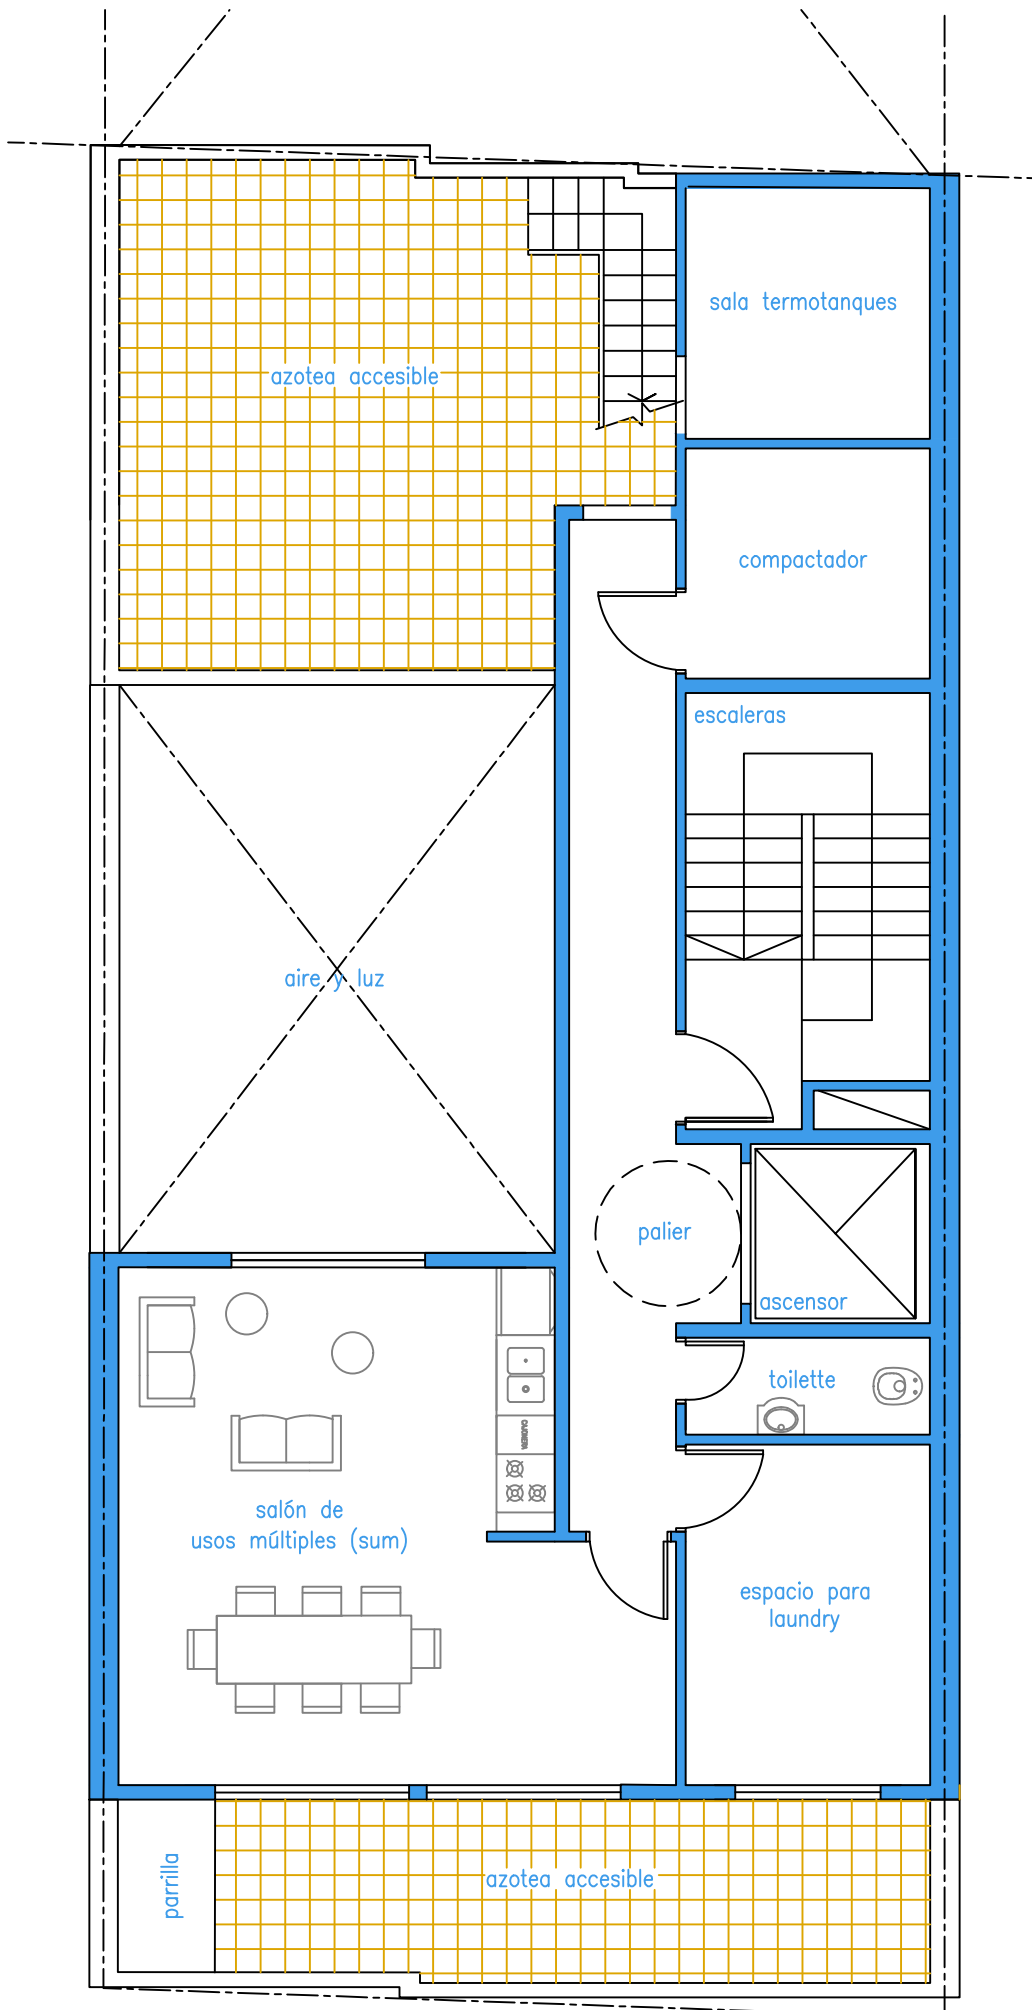 sala termotanques
azotea accesible
compactador
escaleras
aire y luz
palier
ascensor
toilette
CAJONERA
salón de
usos múltiples (sum)
espacio para
laundry
parrilla
azotea accesible